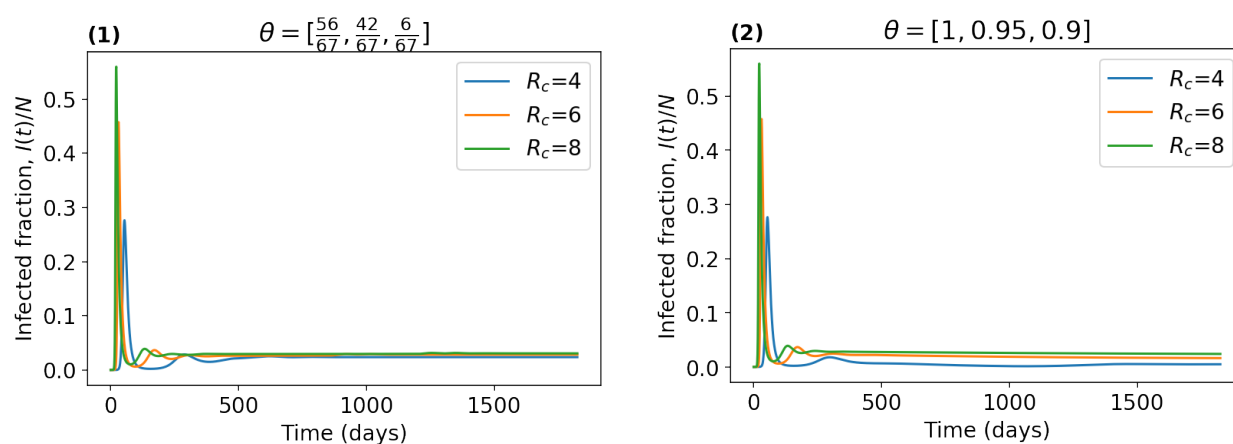 (1)
θ = [56/67, 42/67, 6/67]
Infected fraction, I(t)/N
0.5
0.4
0.3
0.2
0.1
0.0
R_c=4
R_c=6
R_c=8
0 500 1000 1500
Time (days)
(2)
θ = [1, 0.95, 0.9]
Infected fraction, I(t)/N
0.5
0.4
0.3
0.2
0.1
0.0
R_c=4
R_c=6
R_c=8
0 500 1000 1500
Time (days)